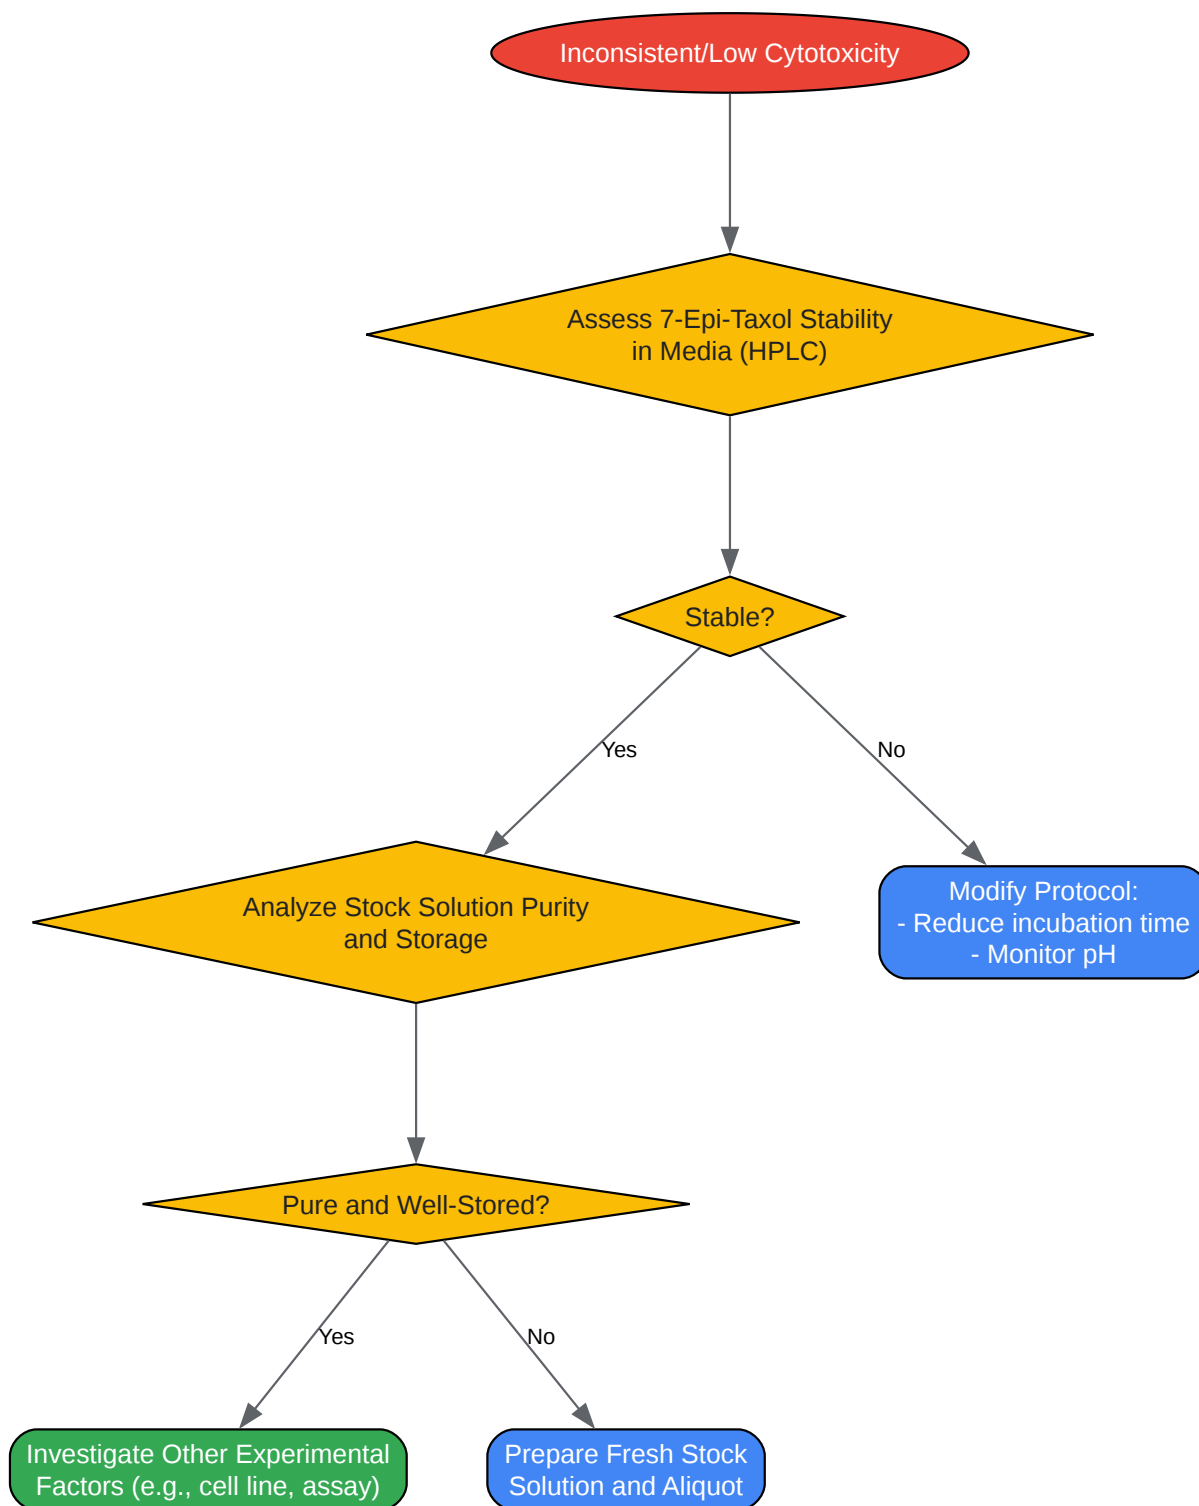 Inconsistent/Low Cytotoxicity
Assess 7-Epi-Taxol Stability
in Media (HPLC)
Stable?
Yes
No
Analyze Stock Solution Purity
and Storage
Modify Protocol:
- Reduce incubation time
- Monitor pH
Pure and Well-Stored?
Yes
No
Investigate Other Experimental
Factors (e.g., cell line, assay)
Prepare Fresh Stock
Solution and Aliquot